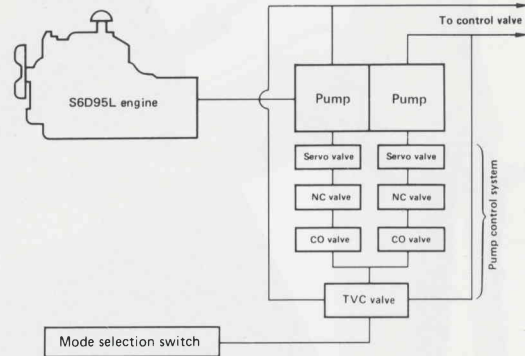 To control valve
S6D95L engine
Pump
Pump
Servo valve
Servo valve
NC valve
NC valve
CO valve
CO valve
Pump control system
TVC valve
Mode selection switch